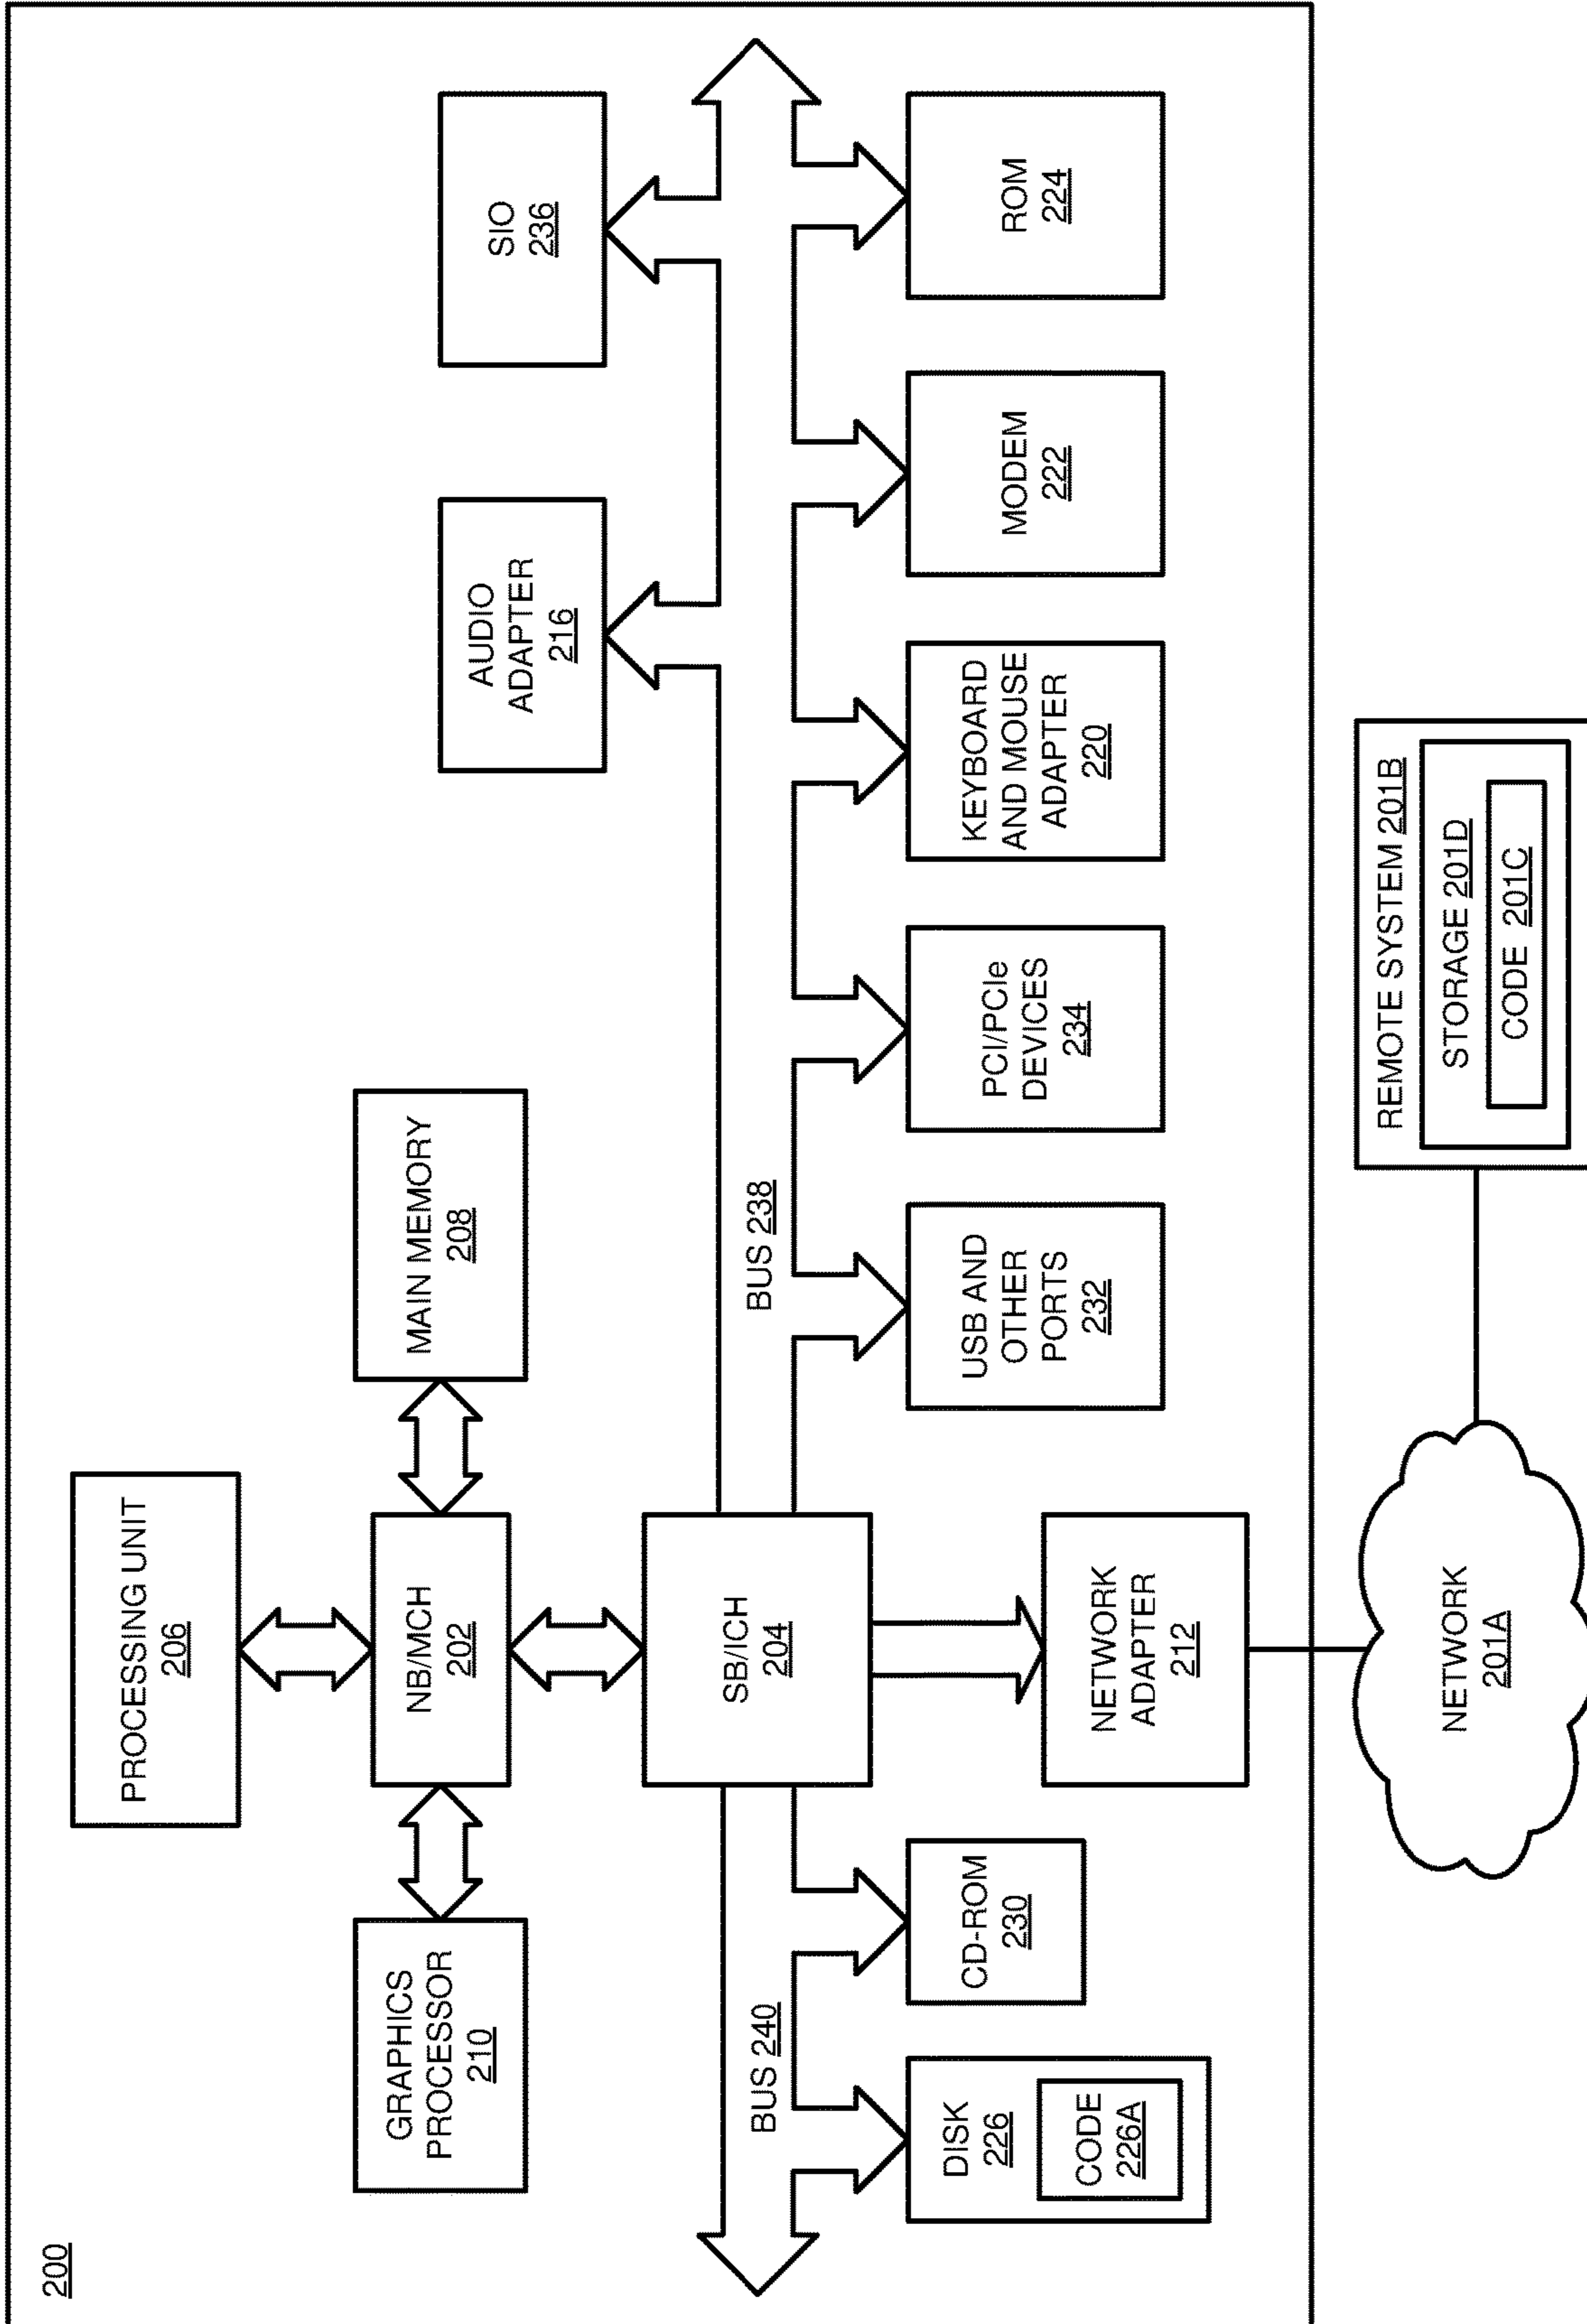 200
PROCESSING UNIT
206
GRAPHICS
PROCESSOR
210
NB/MCH
202
MAIN MEMORY
208
AUDIO
ADAPTER
216
SIO
236
SB/ICH
204
BUS 240
BUS 238
DISK
226
CODE
226A
CD-ROM
230
NETWORK
ADAPTER
212
USB AND
OTHER
PORTS
232
PCI/PCIe
DEVICES
234
KEYBOARD
AND MOUSE
ADAPTER
220
MODEM
222
ROM
224
NETWORK
201A
REMOTE SYSTEM 201B
STORAGE 201D
CODE 201C